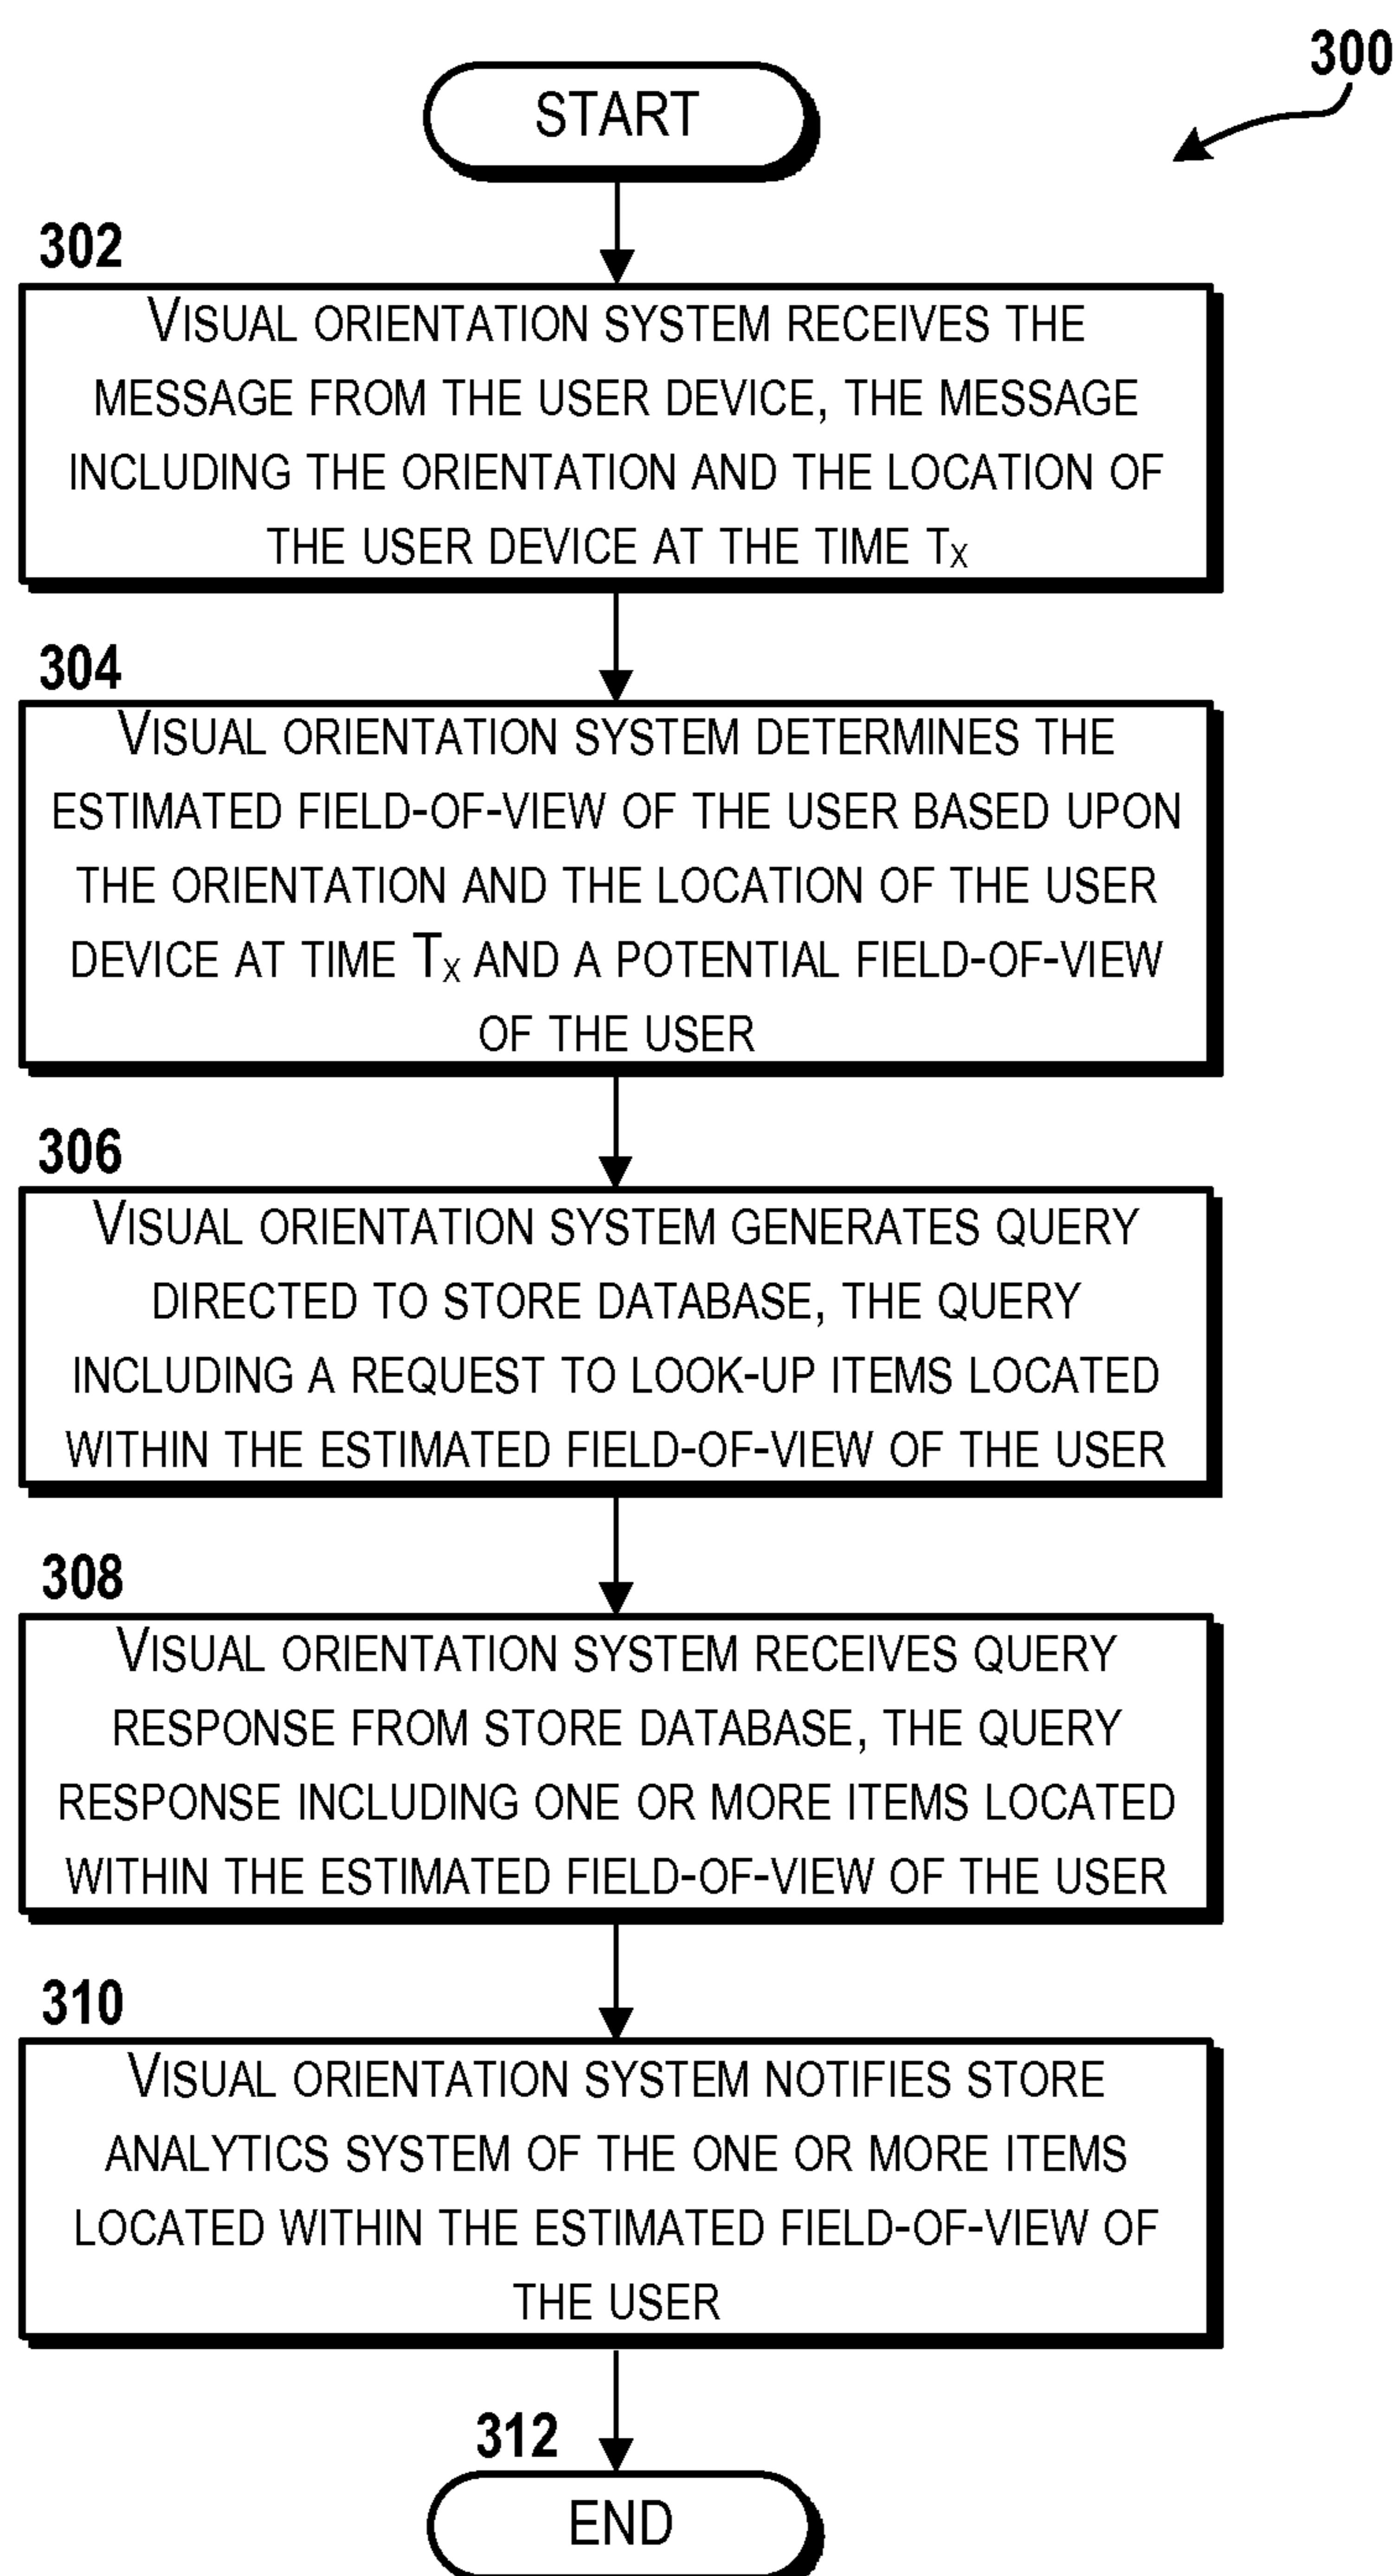 300
START
302
VISUAL ORIENTATION SYSTEM RECEIVES THE
MESSAGE FROM THE USER DEVICE, THE MESSAGE
INCLUDING THE ORIENTATION AND THE LOCATION OF
THE USER DEVICE AT THE TIME TX
304
VISUAL ORIENTATION SYSTEM DETERMINES THE
ESTIMATED FIELD-OF-VIEW OF THE USER BASED UPON
THE ORIENTATION AND THE LOCATION OF THE USER
DEVICE AT TIME TX AND A POTENTIAL FIELD-OF-VIEW
OF THE USER
306
VISUAL ORIENTATION SYSTEM GENERATES QUERY
DIRECTED TO STORE DATABASE, THE QUERY
INCLUDING A REQUEST TO LOOK-UP ITEMS LOCATED
WITHIN THE ESTIMATED FIELD-OF-VIEW OF THE USER
308
VISUAL ORIENTATION SYSTEM RECEIVES QUERY
RESPONSE FROM STORE DATABASE, THE QUERY
RESPONSE INCLUDING ONE OR MORE ITEMS LOCATED
WITHIN THE ESTIMATED FIELD-OF-VIEW OF THE USER
310
VISUAL ORIENTATION SYSTEM NOTIFIES STORE
ANALYTICS SYSTEM OF THE ONE OR MORE ITEMS
LOCATED WITHIN THE ESTIMATED FIELD-OF-VIEW OF
THE USER
312
END